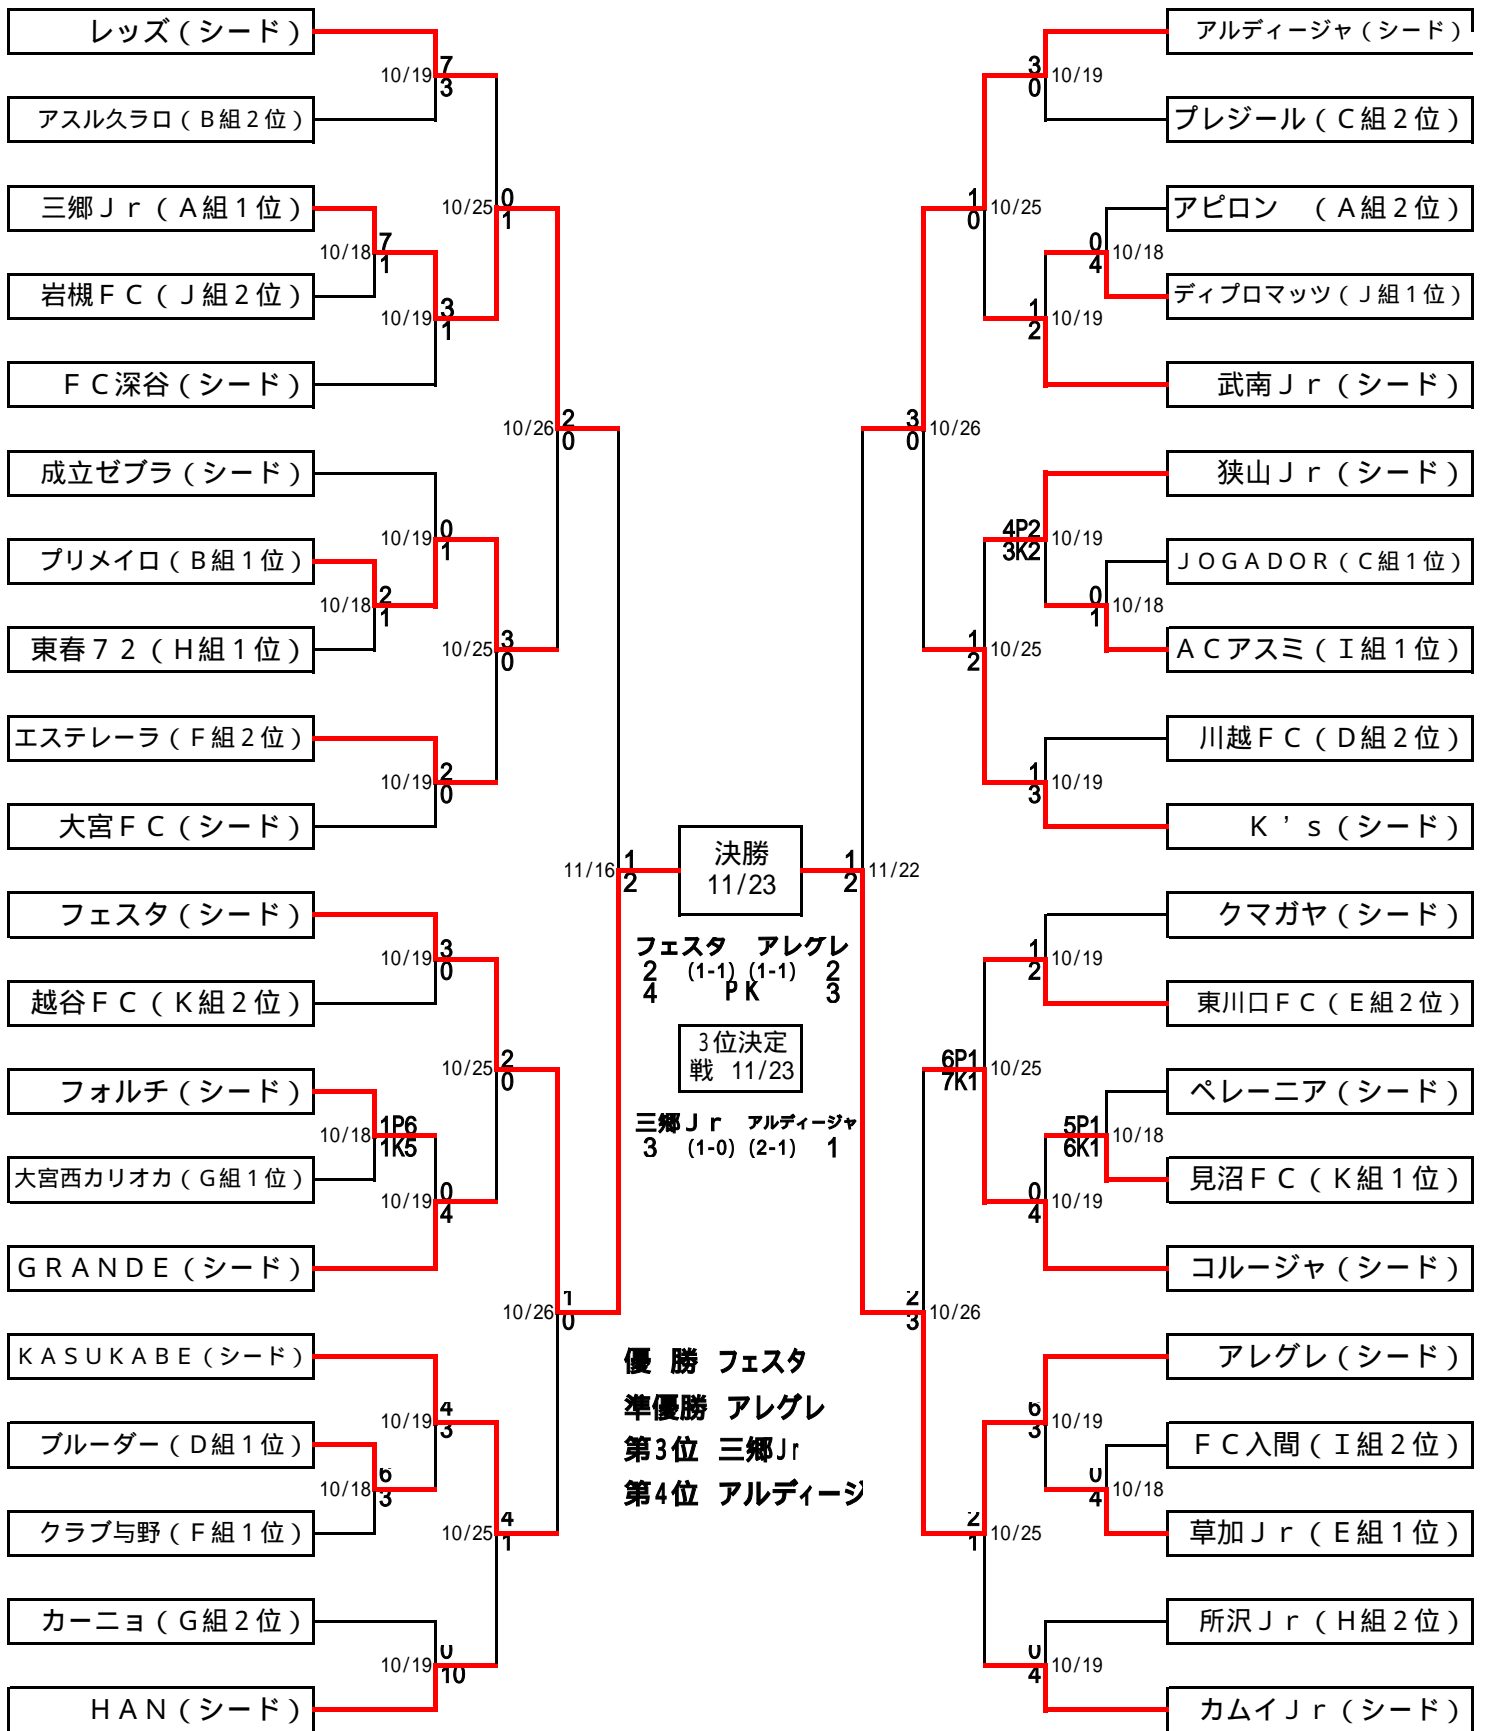 レッズ（シード）
10/19
7
3
アスル久ラロ（Ｂ組２位）
10/25
0
1
三郷Ｊｒ（Ａ組１位）
10/18
7
1
岩槻ＦＣ（Ｊ組２位）
10/19
3
1
ＦＣ深谷（シード）
10/26
2
0
成立ゼブラ（シード）
10/19
0
1
プリメイロ（Ｂ組１位）
10/18
2
1
東春７２（Ｈ組１位）
10/25
3
0
エステレーラ（Ｆ組２位）
10/19
2
0
大宮ＦＣ（シード）
11/16
1
2
フェスタ（シード）
10/19
3
0
越谷ＦＣ（Ｋ組２位）
10/25
2
0
フォルチ（シード）
10/18
1P6
1K5
大宮西カリオカ（Ｇ組１位）
10/19
0
4
ＧＲＡＮＤＥ（シード）
10/26
1
0
ＫＡＳＵＫＡＢＥ（シード）
10/19
4
3
ブルーダー（Ｄ組１位）
10/18
6
3
クラブ与野（Ｆ組１位）
10/25
4
1
カーニョ（Ｇ組２位）
10/19
0
10
ＨＡＮ（シード）
決勝
11/23
フェスタ アレグレ
2 (1-1) (1-1) 2
4 ＰＫ 3
3位決定
戦 11/23
三郷Ｊｒ アルディージャ
3 (1-0) (2-1) 1
優 勝 フェスタ
準優勝 アレグレ
第3位 三郷Jr
第4位 アルディージ
アルディージャ（シード）
3
0
10/19
プレジール（Ｃ組２位）
1
0
10/25
アピロン　（Ａ組２位）
0
4
10/18
ディプロマッツ（Ｊ組１位）
1
2
10/19
武南Ｊｒ（シード）
3
0
10/26
狭山Ｊｒ（シード）
4P2
3K2
10/19
ＪＯＧＡＤＯＲ（Ｃ組１位）
0
1
10/18
ＡＣアスミ（Ｉ組１位）
1
2
10/25
川越ＦＣ（Ｄ組２位）
1
3
10/19
Ｋ’ｓ（シード）
1
2
11/22
クマガヤ（シード）
1
2
10/19
東川口ＦＣ（Ｅ組２位）
6P1
7K1
10/25
ペレーニア（シード）
5P1
6K1
10/18
見沼ＦＣ（Ｋ組１位）
0
4
10/19
コルージャ（シード）
2
3
10/26
アレグレ（シード）
6
3
10/19
ＦＣ入間（Ｉ組２位）
0
4
10/18
草加Ｊｒ（Ｅ組１位）
2
1
10/25
所沢Ｊｒ（Ｈ組２位）
0
4
10/19
カムイＪｒ（シード）